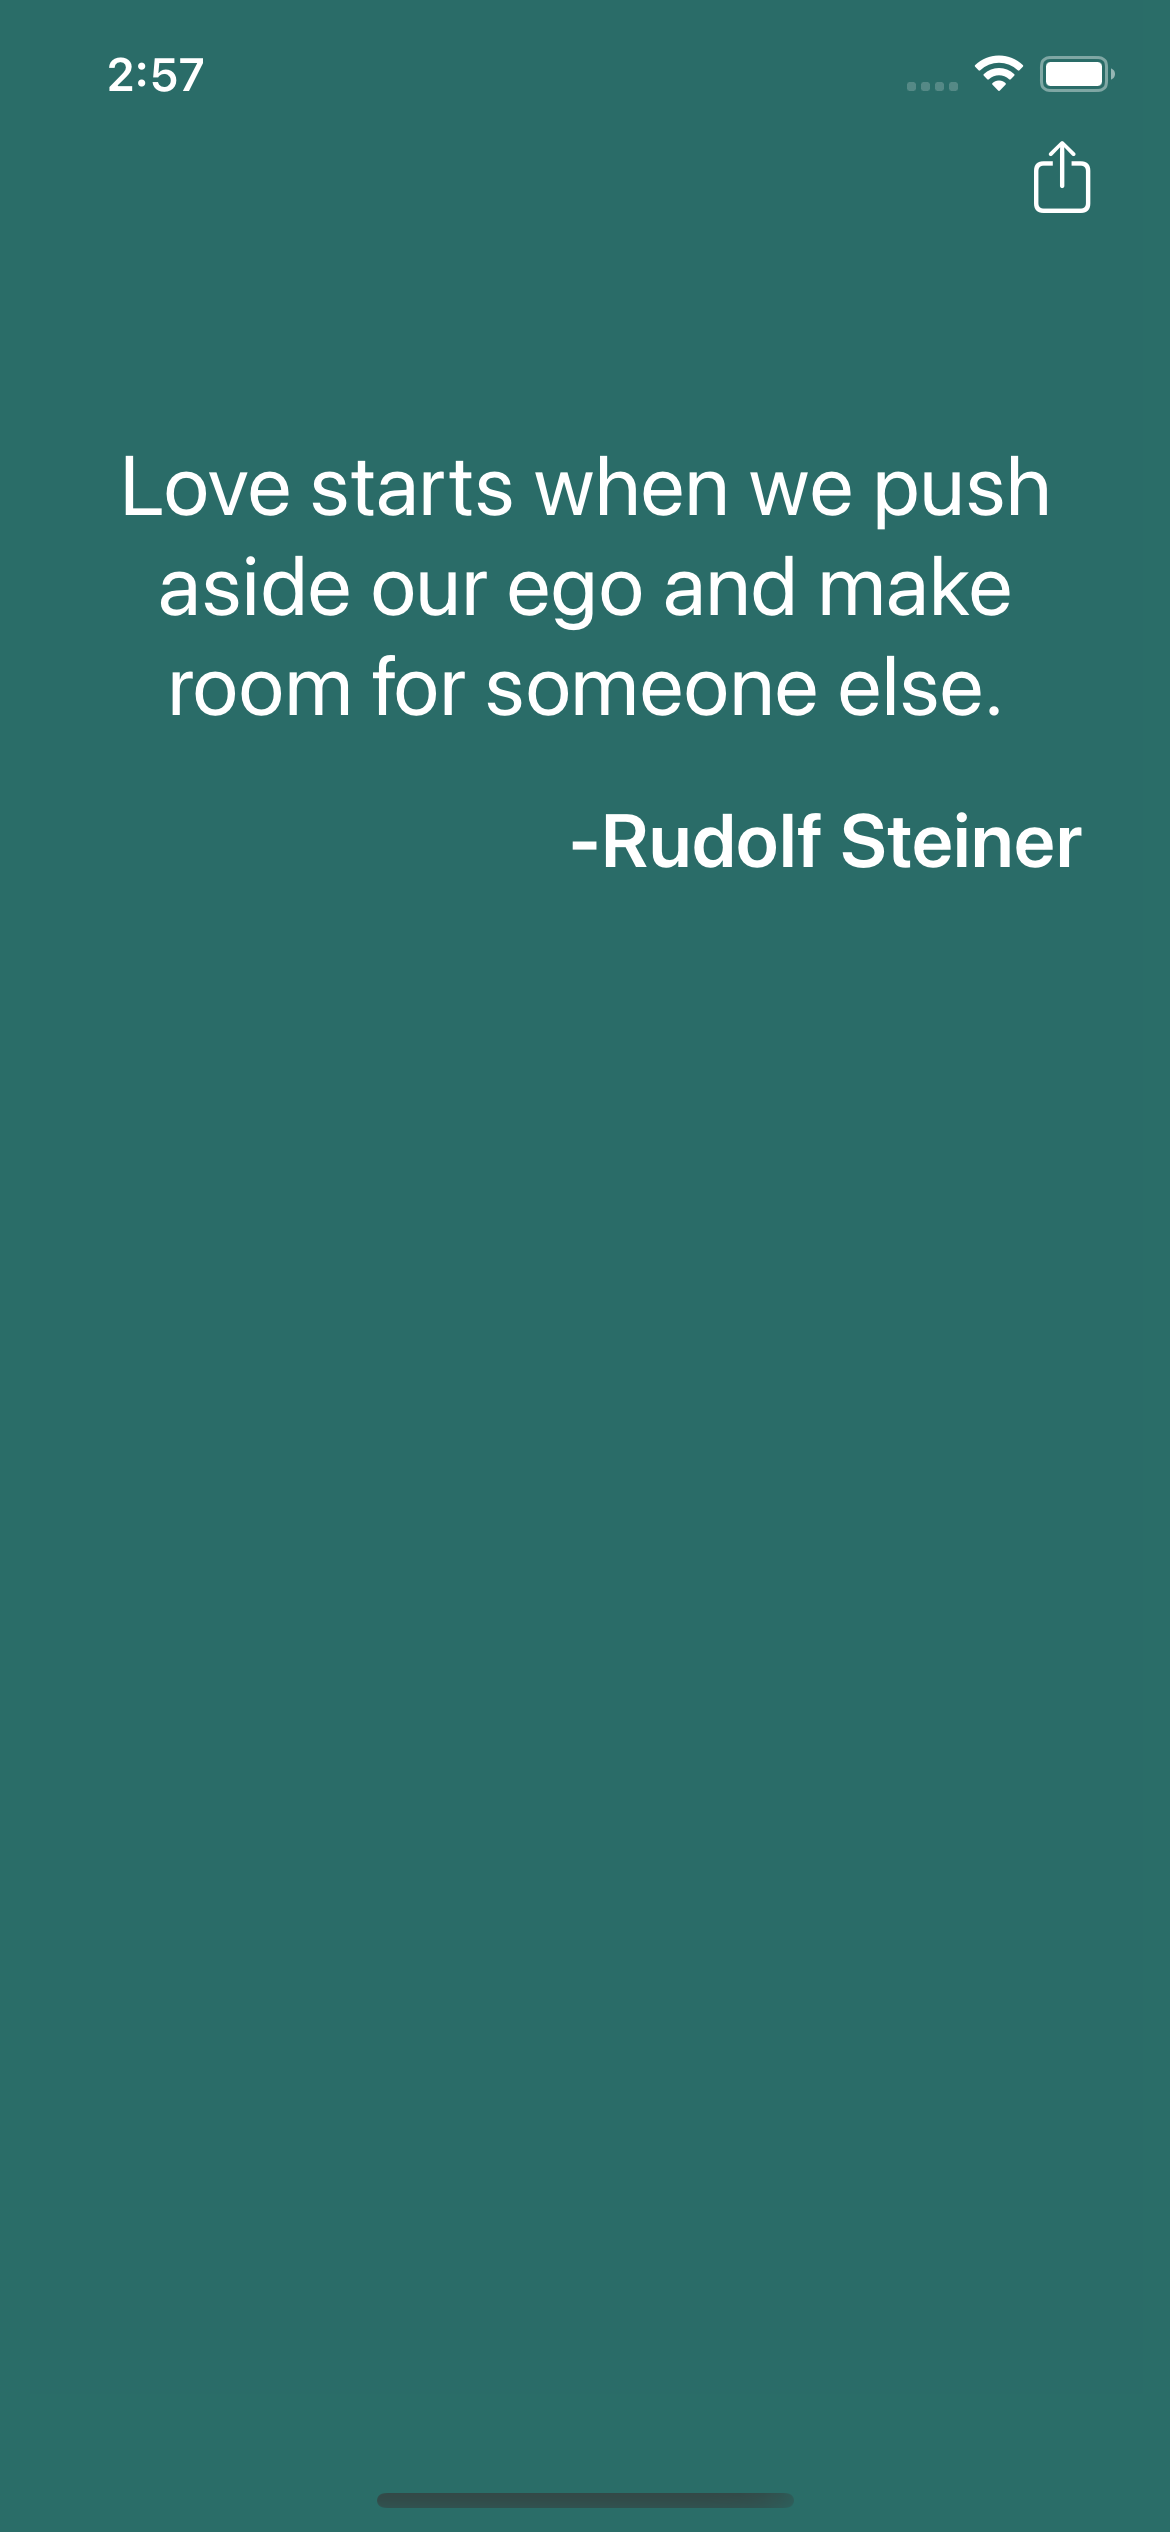 2:57
Love starts when we push
aside our ego and make
room for someone else.
-Rudolf Steiner